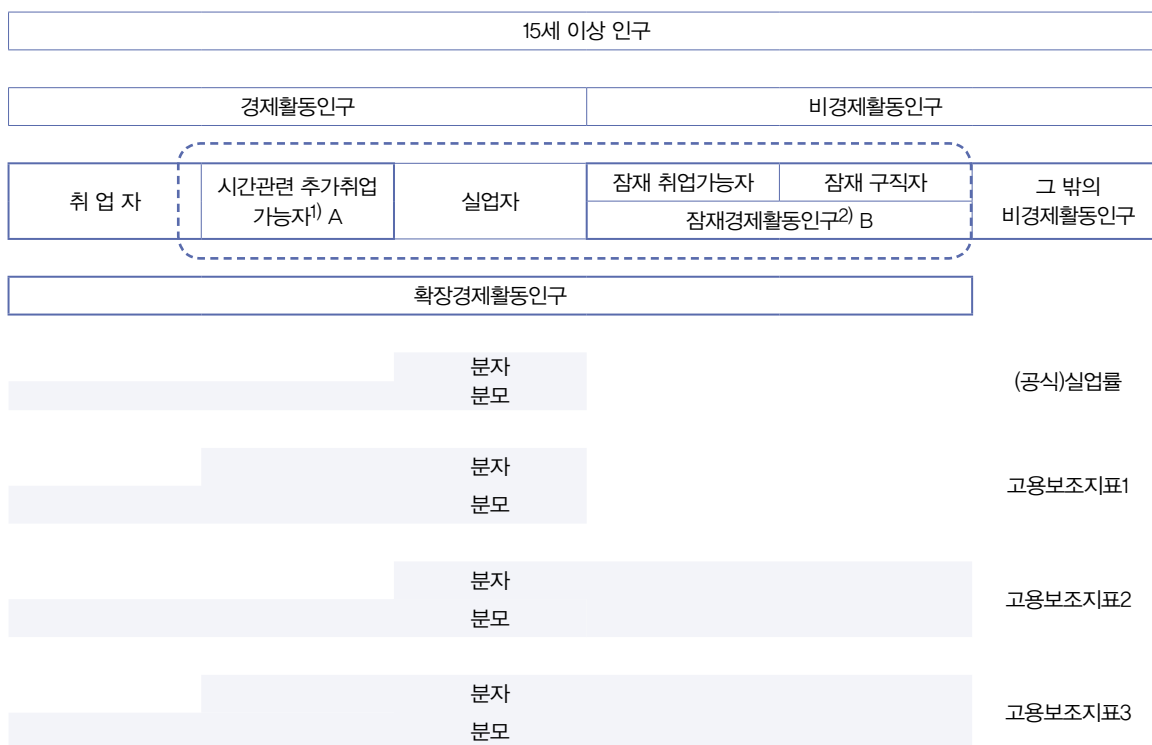 15세 이상 인구
경제활동인구 비경제활동인구
취 업 자
시간관련 추가취업
가능자1) A
실업자
잠재 취업가능자 잠재 구직자
잠재경제활동인구2) B
그 밖의
비경제활동인구
확장경제활동인구
분자
분모
(공식)실업률
분자
분모
고용보조지표1
분자
분모
고용보조지표2
분자
분모
고용보조지표3